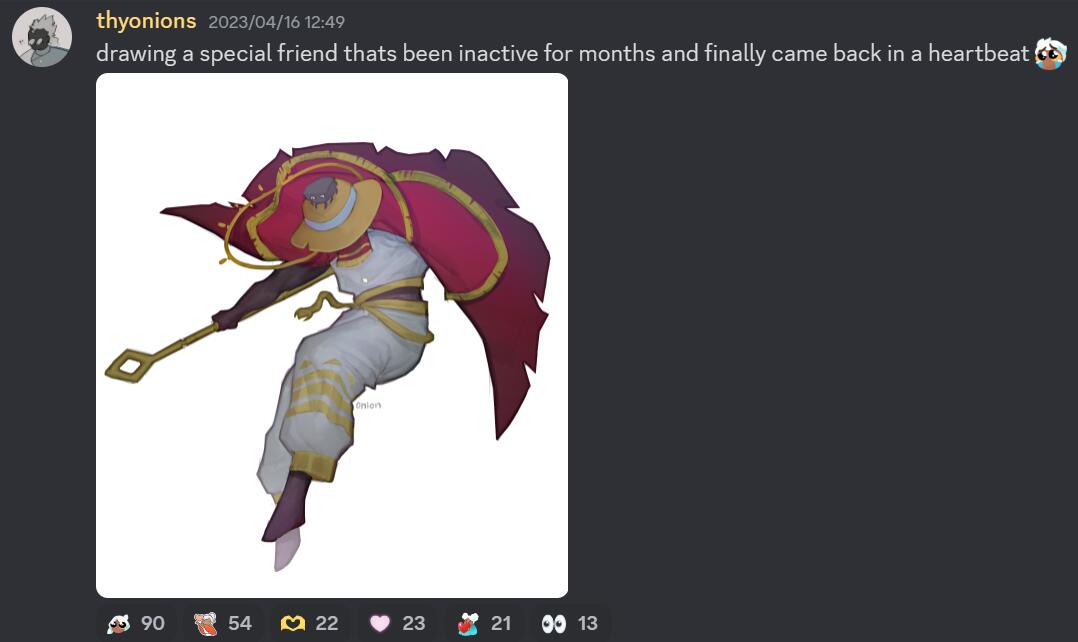 thyonions 2023/04/16 12:49
drawing a special friend thats been inactive for months and finally came back in a heartbeat
onion
90 54 22 23 21 13